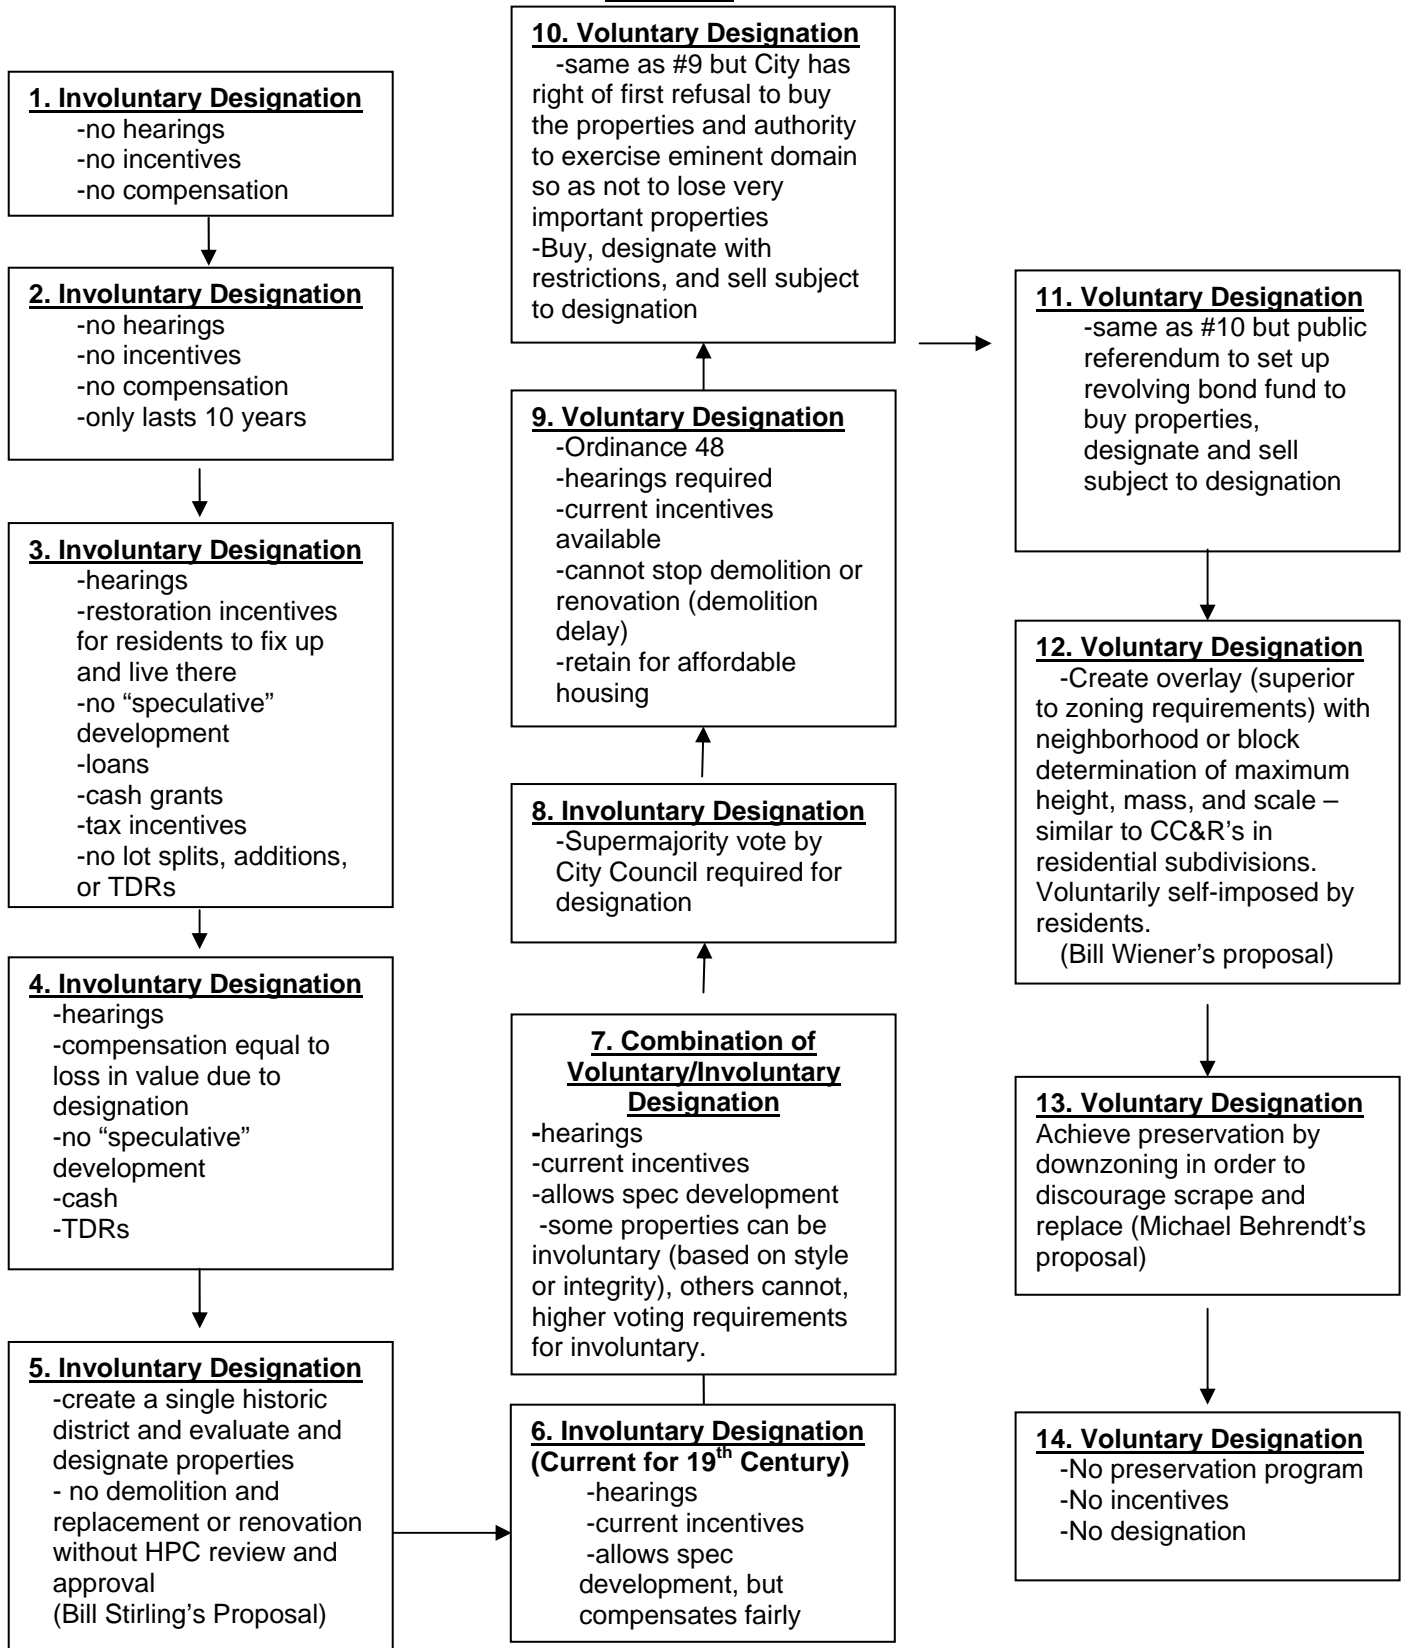 1. Involuntary Designation
-no hearings
-no incentives
-no compensation
2. Involuntary Designation
-no hearings
-no incentives
-no compensation
-only lasts 10 years
3. Involuntary Designation
-hearings
-restoration incentives
for residents to fix up
and live there
-no “speculative”
development
-loans
-cash grants
-tax incentives
-no lot splits, additions,
or TDRs
4. Involuntary Designation
-hearings
-compensation equal to
loss in value due to
designation
-no “speculative”
development
-cash
-TDRs
5. Involuntary Designation
-create a single historic
district and evaluate and
designate properties
- no demolition and
replacement or renovation
without HPC review and
approval
(Bill Stirling’s Proposal)
6. Involuntary Designation
(Current for 19th Century)
-hearings
-current incentives
-allows spec
development, but
compensates fairly
7. Combination of
Voluntary/Involuntary
Designation
-hearings
-current incentives
-allows spec development
-some properties can be
involuntary (based on style
or integrity), others cannot,
higher voting requirements
for involuntary.
8. Involuntary Designation
-Supermajority vote by
City Council required for
designation
9. Voluntary Designation
-Ordinance 48
-hearings required
-current incentives
available
-cannot stop demolition or
renovation (demolition
delay)
-retain for affordable
housing
10. Voluntary Designation
-same as #9 but City has
right of first refusal to buy
the properties and authority
to exercise eminent domain
so as not to lose very
important properties
-Buy, designate with
restrictions, and sell subject
to designation
11. Voluntary Designation
-same as #10 but public
referendum to set up
revolving bond fund to
buy properties,
designate and sell
subject to designation
12. Voluntary Designation
-Create overlay (superior
to zoning requirements) with
neighborhood or block
determination of maximum
height, mass, and scale –
similar to CC&R’s in
residential subdivisions.
Voluntarily self-imposed by
residents.
(Bill Wiener’s proposal)
13. Voluntary Designation
Achieve preservation by
downzoning in order to
discourage scrape and
replace (Michael Behrendt’s
proposal)
14. Voluntary Designation
-No preservation program
-No incentives
-No designation